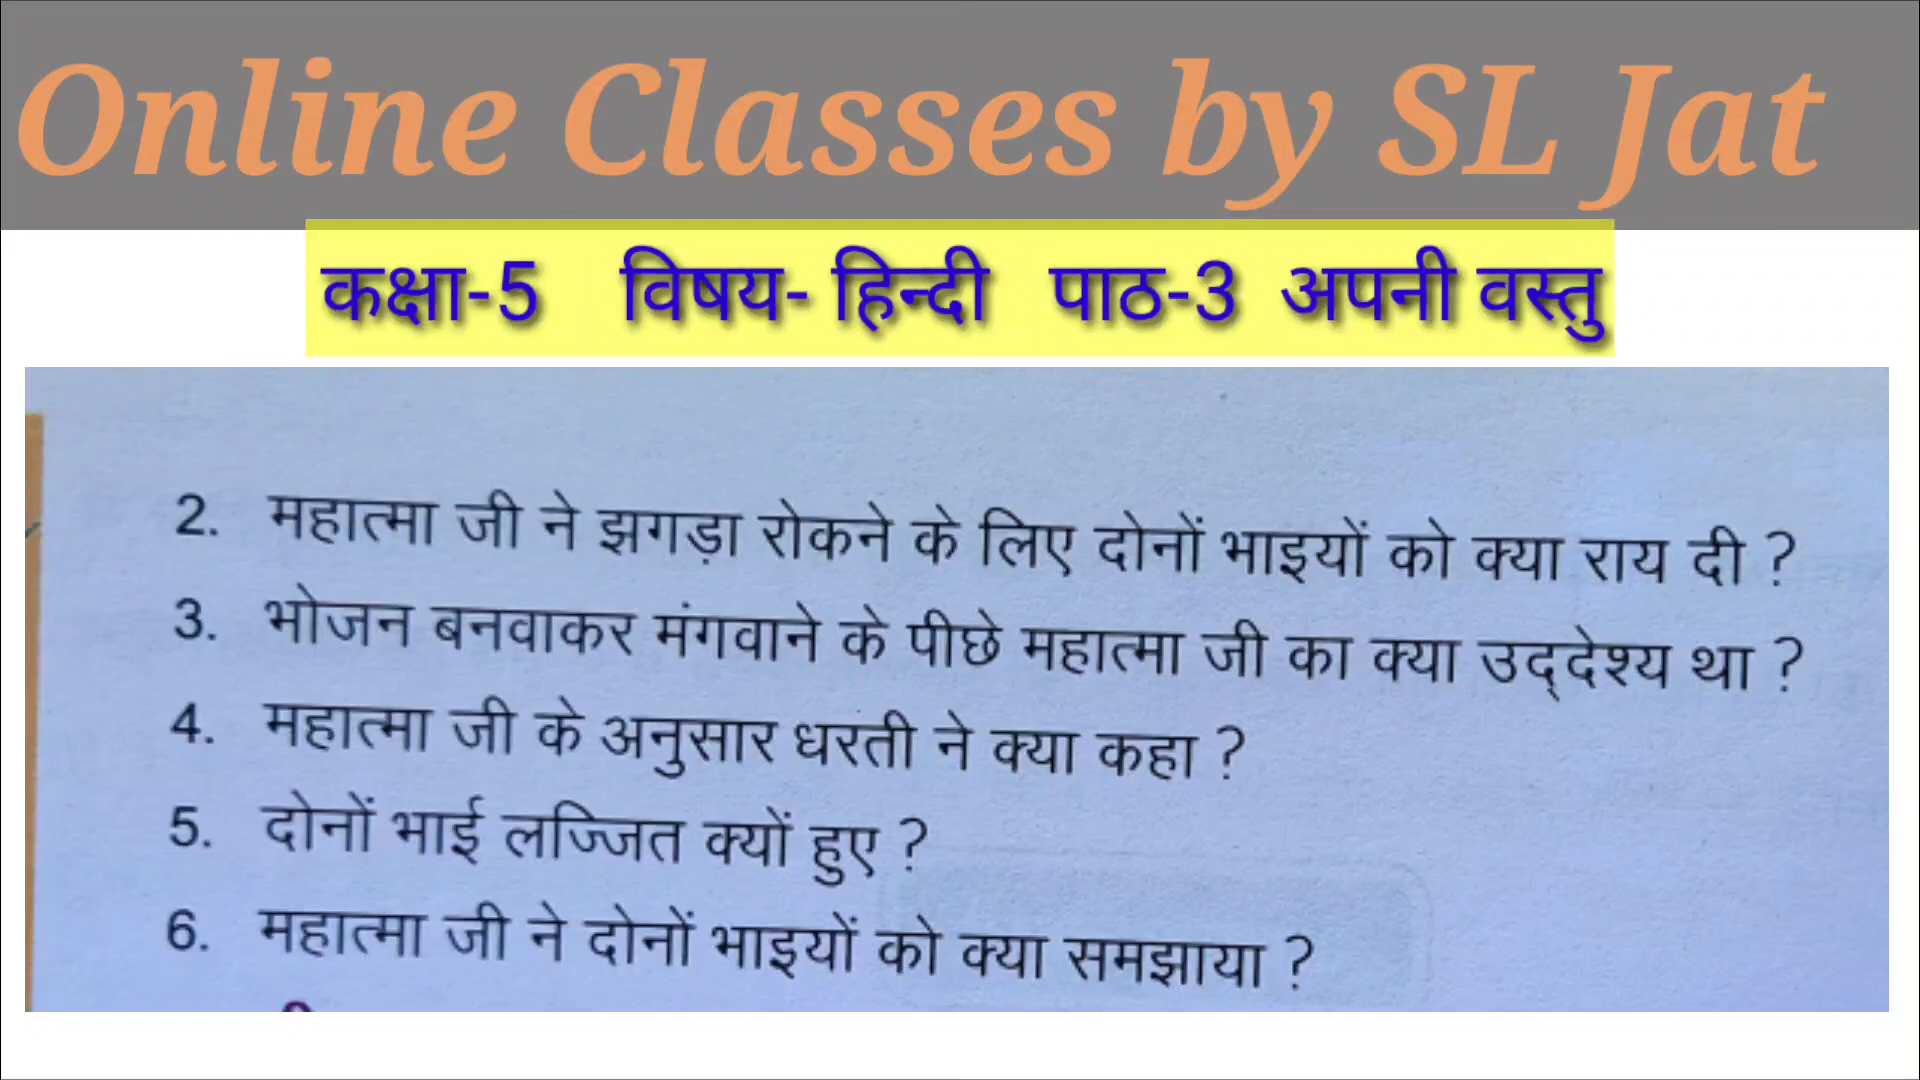 Online Classes by SL Jat
कक्षा-5 विषय- हिन्दी पाठ-3 अपनी वस्तु
2. महात्मा जी ने झगड़ा रोकने के लिए दोनों भाइयों को क्या राय दी ?
3. भोजन बनवाकर मंगवाने के पीछे महात्मा जी का क्या उद्‌देश्य था ?
4. महात्मा जी के अनुसार धरती ने क्या कहा ?
5. दोनों भाई लज्जित क्यों हुए ?
6. महात्मा जी ने दोनों भाइयों को क्या समझाया ?